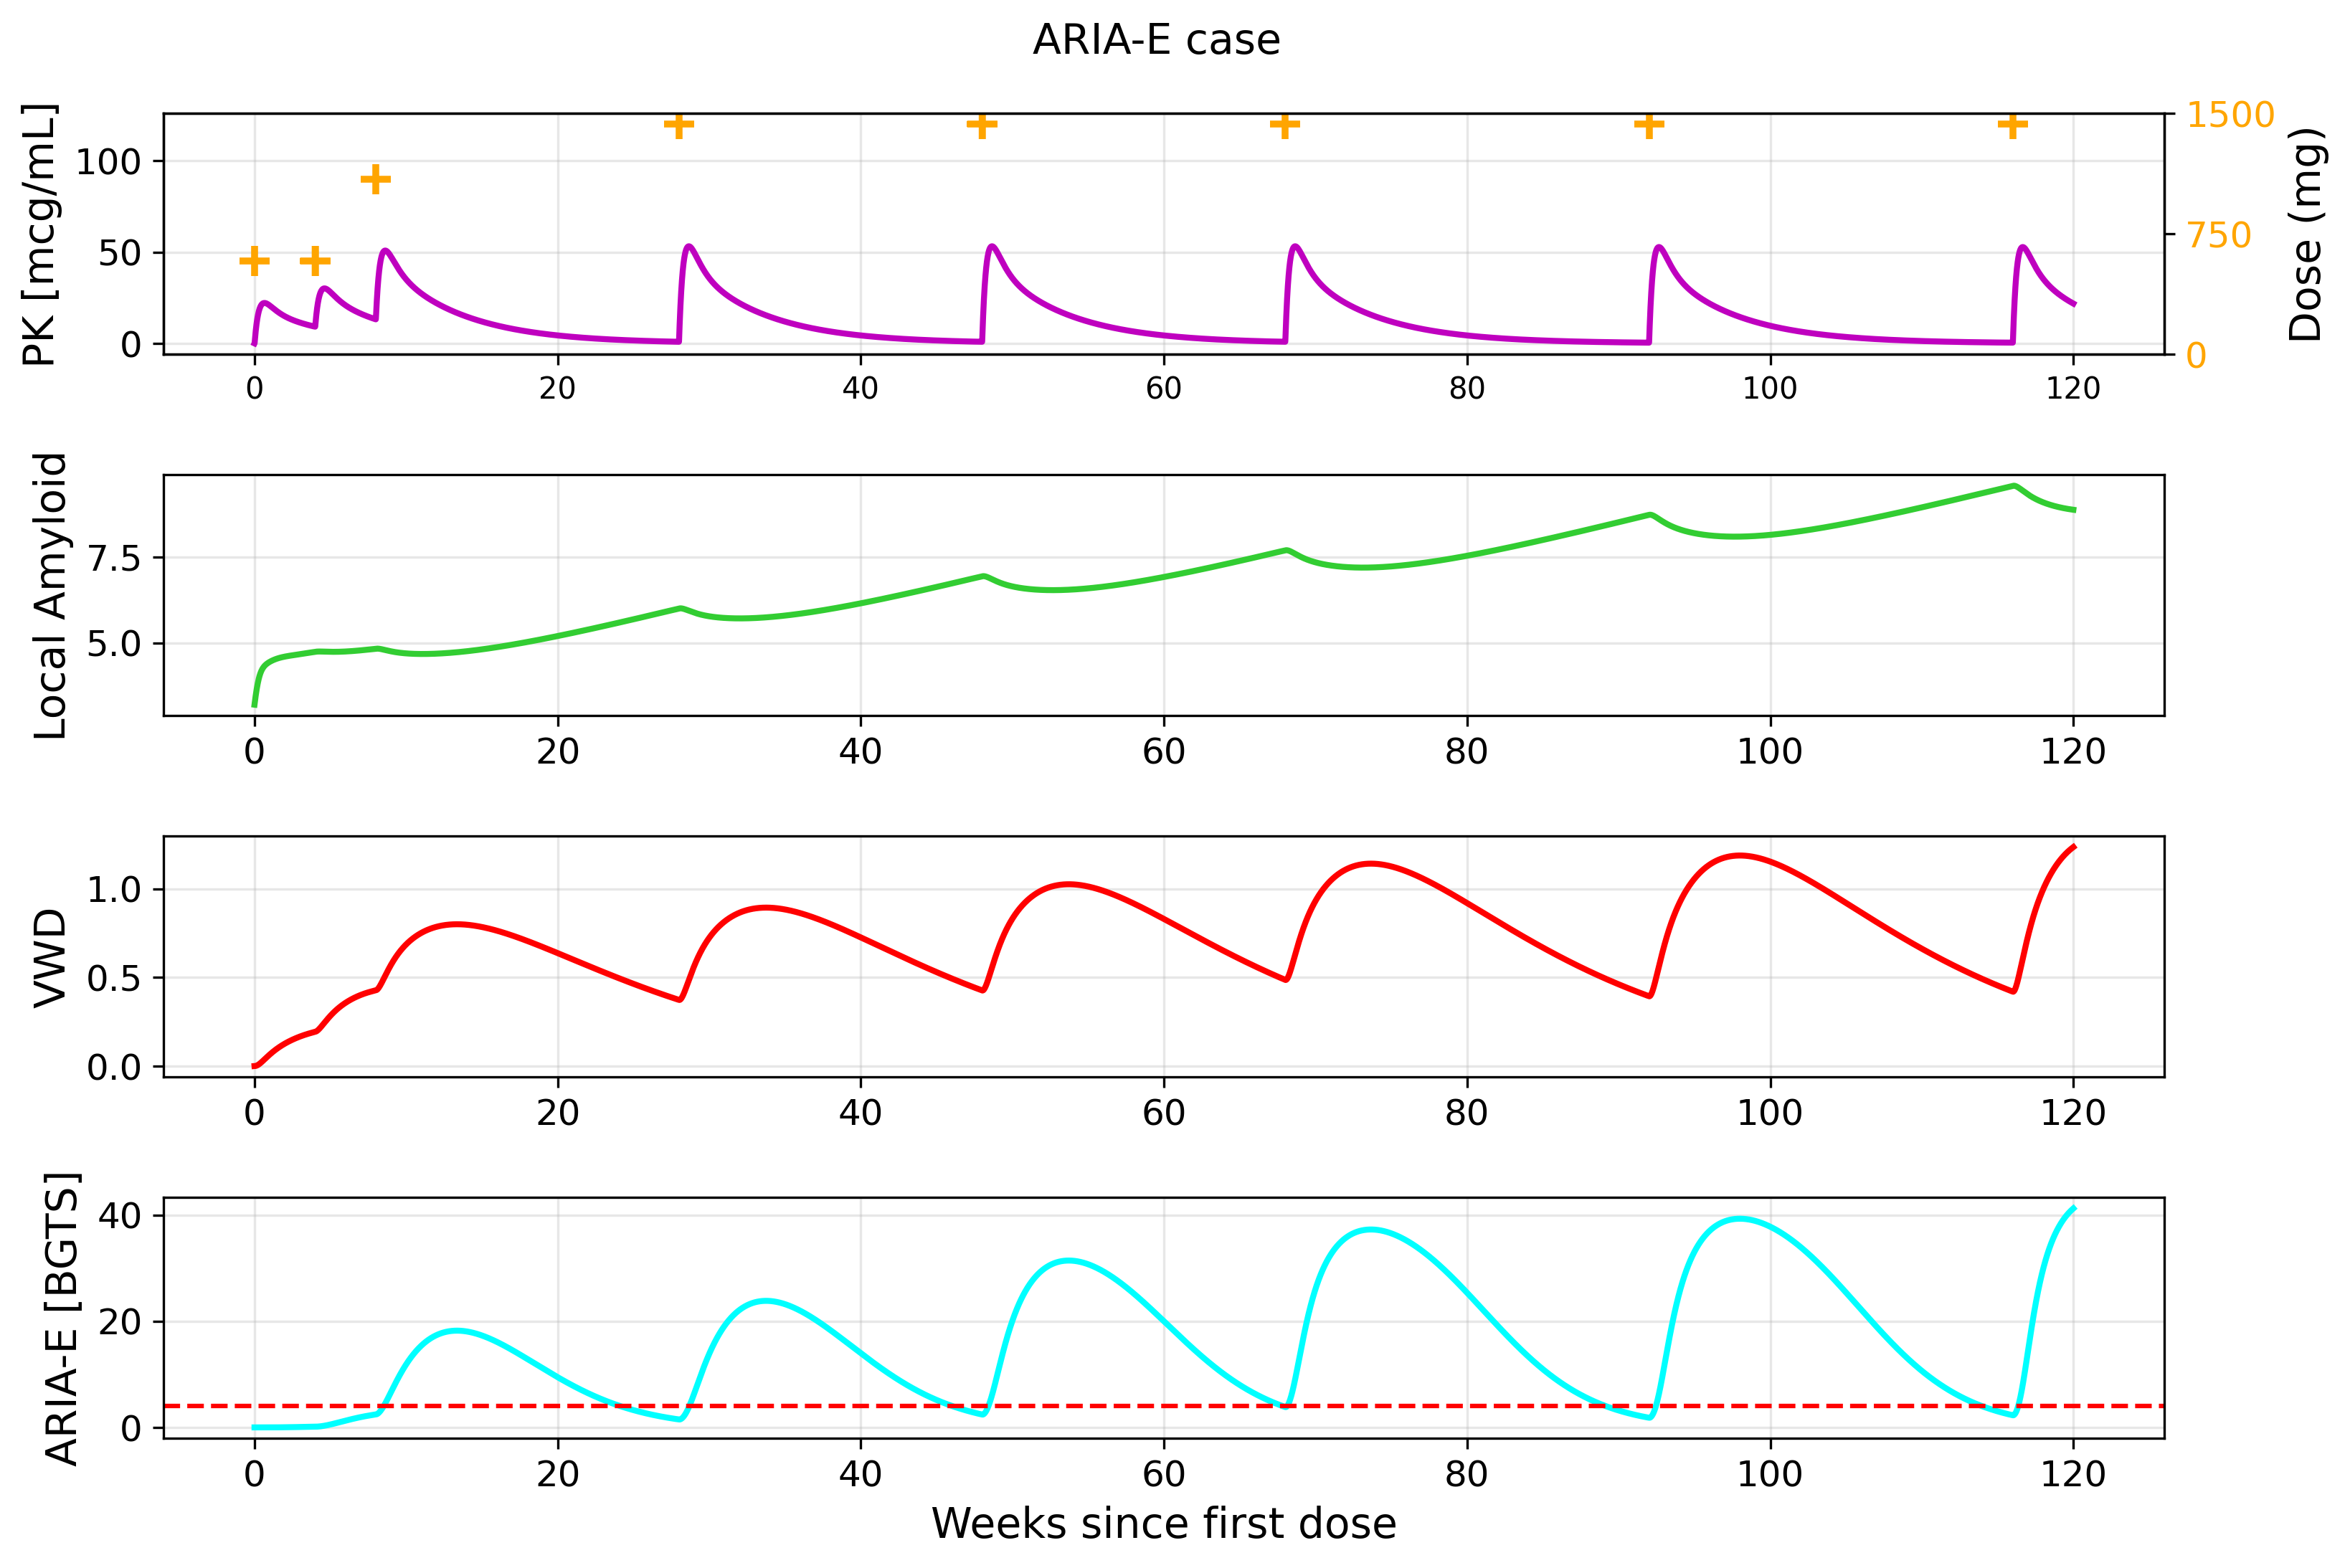 ARIA-E case
PK [mcg/mL]
100
50
0
1500
750
0
Dose (mg)
0 20 40 60 80 100 120
Local Amyloid
7.5
5.0
0 20 40 60 80 100 120
VWD
1.0
0.5
0.0
0 20 40 60 80 100 120
ARIA-E [BGTS]
40
20
0
0 20 40 60 80 100 120
Weeks since first dose